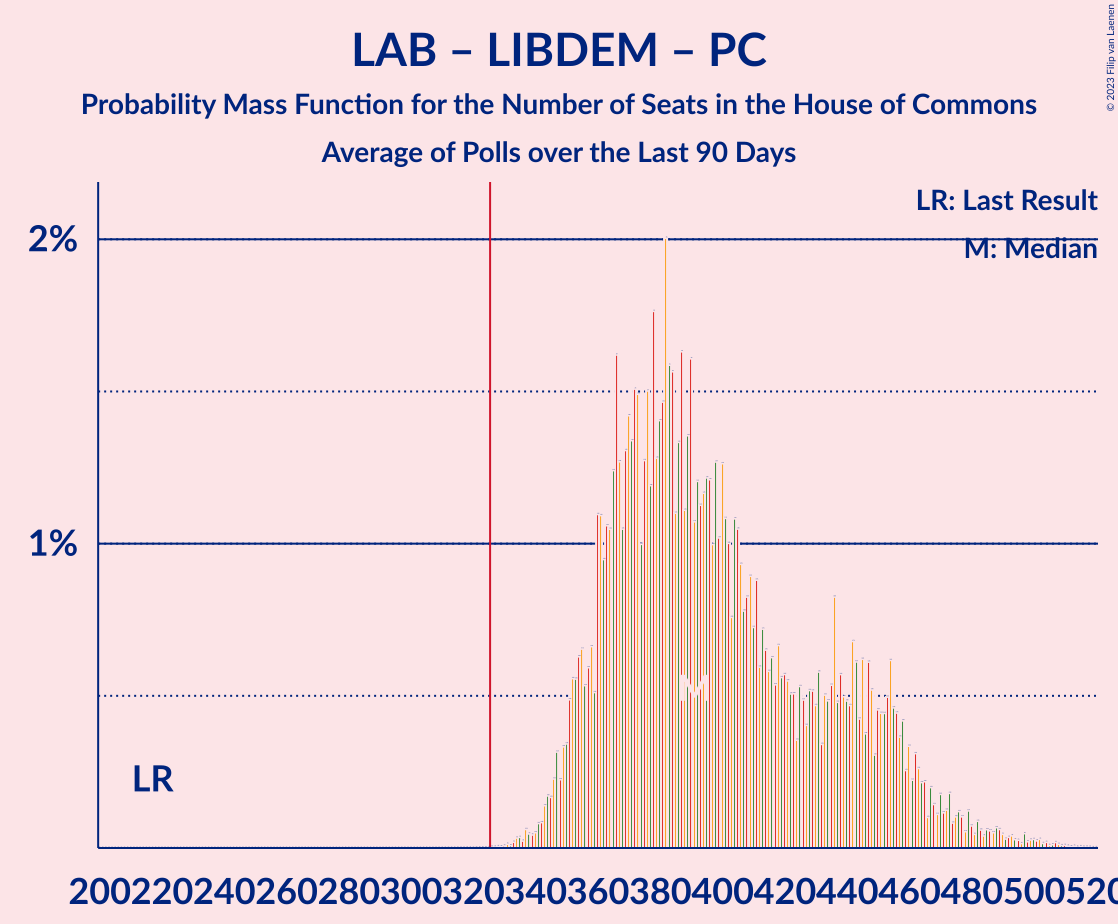 LAB – LIBDEM – PC
Probability Mass Function for the Number of Seats in the House of Commons
Average of Polls over the Last 90 Days
© 2023 Filip van Laenen
LR: Last Result
2%
M: Median
1%
M
LR
200220240260280300320340360380400420440460480500520